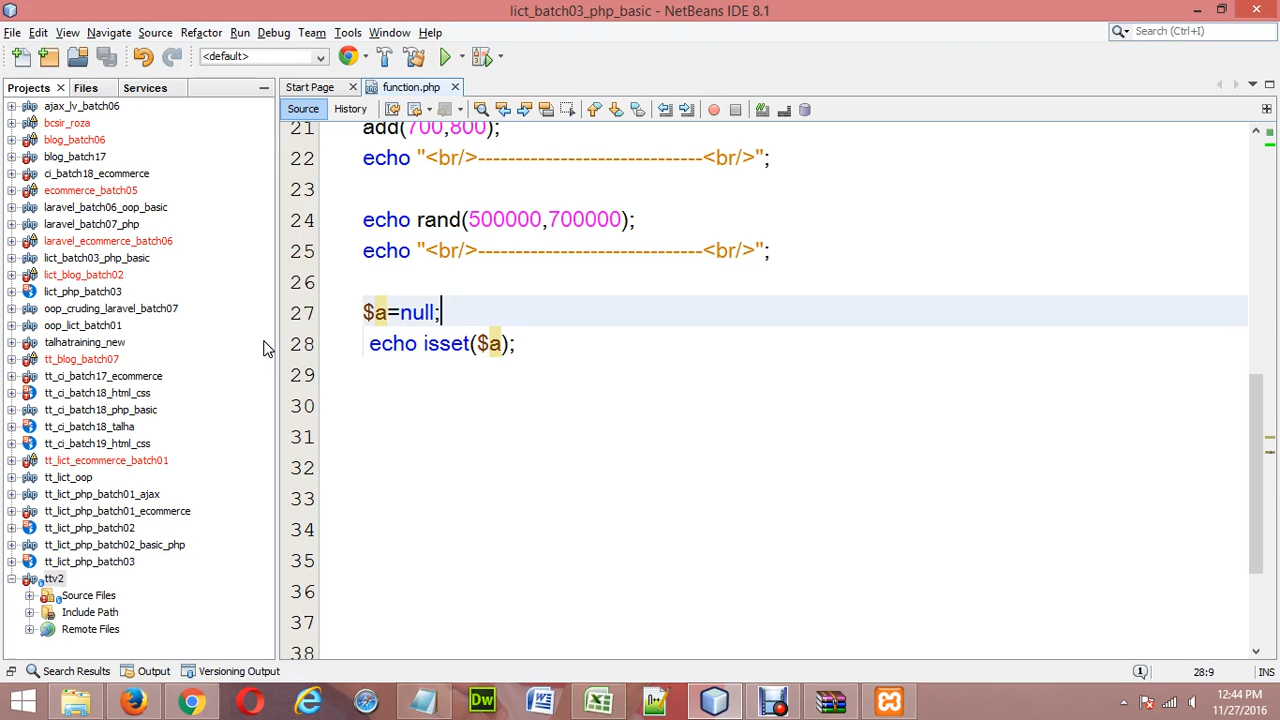 lict_batch03_php_basic - NetBeans IDE 8.1
File Edit View Navigate Source Refactor Run Debug Team Tools Window Help
Search (Ctrl+I)
<default>
Projects Files Services
Start Page function.php
Source History
ajax_lv_batch06
bcsir_roza
blog_batch06
blog_batch17
ci_batch18_ecommerce
ecommerce_batch05
laravel_batch06_oop_basic
laravel_batch07_php
laravel_ecommerce_batch06
lict_batch03_php_basic
lict_blog_batch02
lict_php_batch03
oop_cruding_laravel_batch07
oop_lict_batch01
talhatraining_new
tt_blog_batch07
tt_ci_batch17_ecommerce
tt_ci_batch18_html_css
tt_ci_batch18_php_basic
tt_ci_batch18_talha
tt_ci_batch19_html_css
tt_lict_ecommerce_batch01
tt_lict_oop
tt_lict_php_batch01_ajax
tt_lict_php_batch01_ecommerce
tt_lict_php_batch02
tt_lict_php_batch02_basic_php
tt_lict_php_batch03
ttv2
Source Files
Include Path
Remote Files
21 add(700,800);
22 echo "<br/>------------------------------<br/>";
23
24 echo rand(500000,700000);
25 echo "<br/>------------------------------<br/>";
26
27 $a=null;
28 echo isset($a);
29
30
31
32
33
34
35
36
37
38
Search Results Output Versioning Output
1 28:9 INS
Dw
12:44 PM
11/27/2016